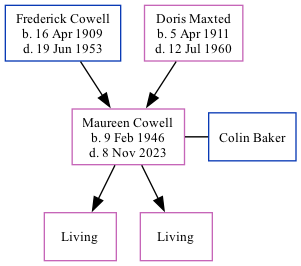 Frederick Cowell
b. 16 Apr 1909
d. 19 Jun 1953
Doris Maxted
b. 5 Apr 1911
d. 12 Jul 1960
Maureen Cowell
b. 9 Feb 1946
d. 8 Nov 2023
Colin Baker
Living
Living